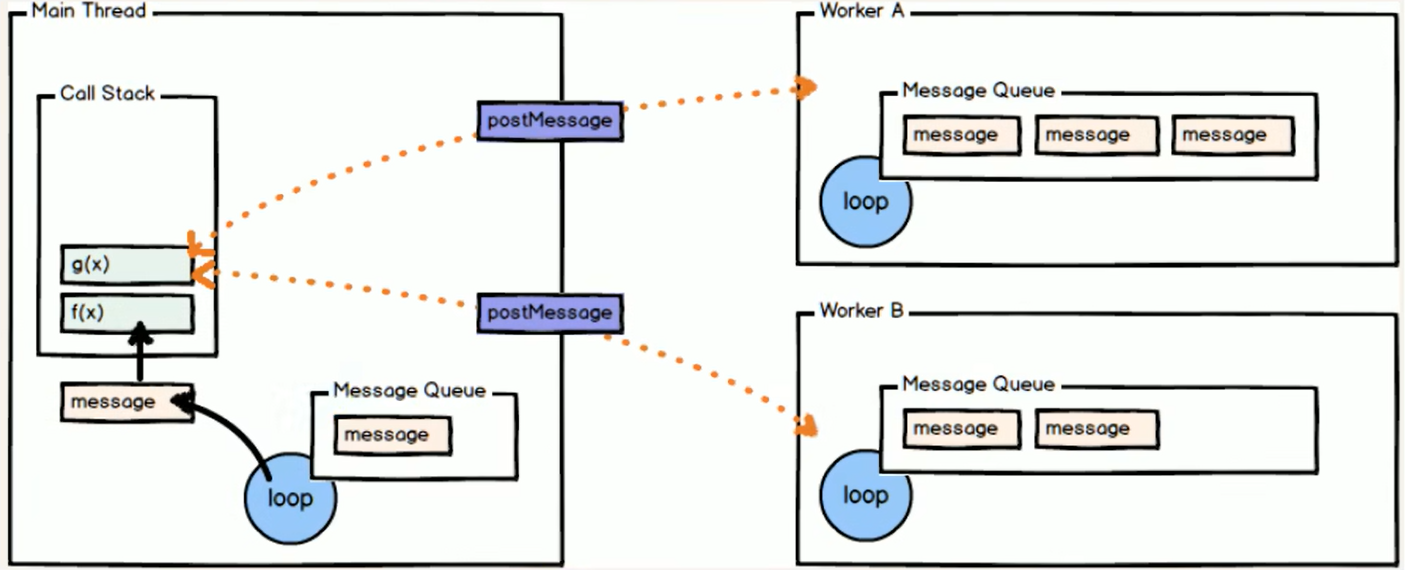 Main Thread
Call Stack
g(x)
f(x)
message
loop
Message Queue
message
postMessage
postMessage
Worker A
Message Queue
message message message
loop
Worker B
Message Queue
message message
loop